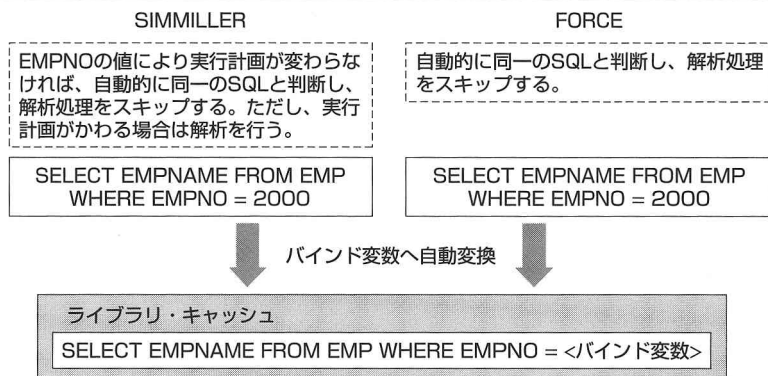 SIMMILLER
EMPNOの値により実行計画が変わらな
ければ、自動的に同一のSQLと判断し、
解析処理をスキップする。ただし、実行
計画がかわる場合は解析を行う。
SELECT EMPNAME FROM EMP
WHERE EMPNO = 2000
FORCE
自動的に同一のSQLと判断し、解析処理
をスキップする。
SELECT EMPNAME FROM EMP
WHERE EMPNO = 2000
バインド変数へ自動変換
ライブラリ・キャッシュ
SELECT EMPNAME FROM EMP WHERE EMPNO = <バインド変数>